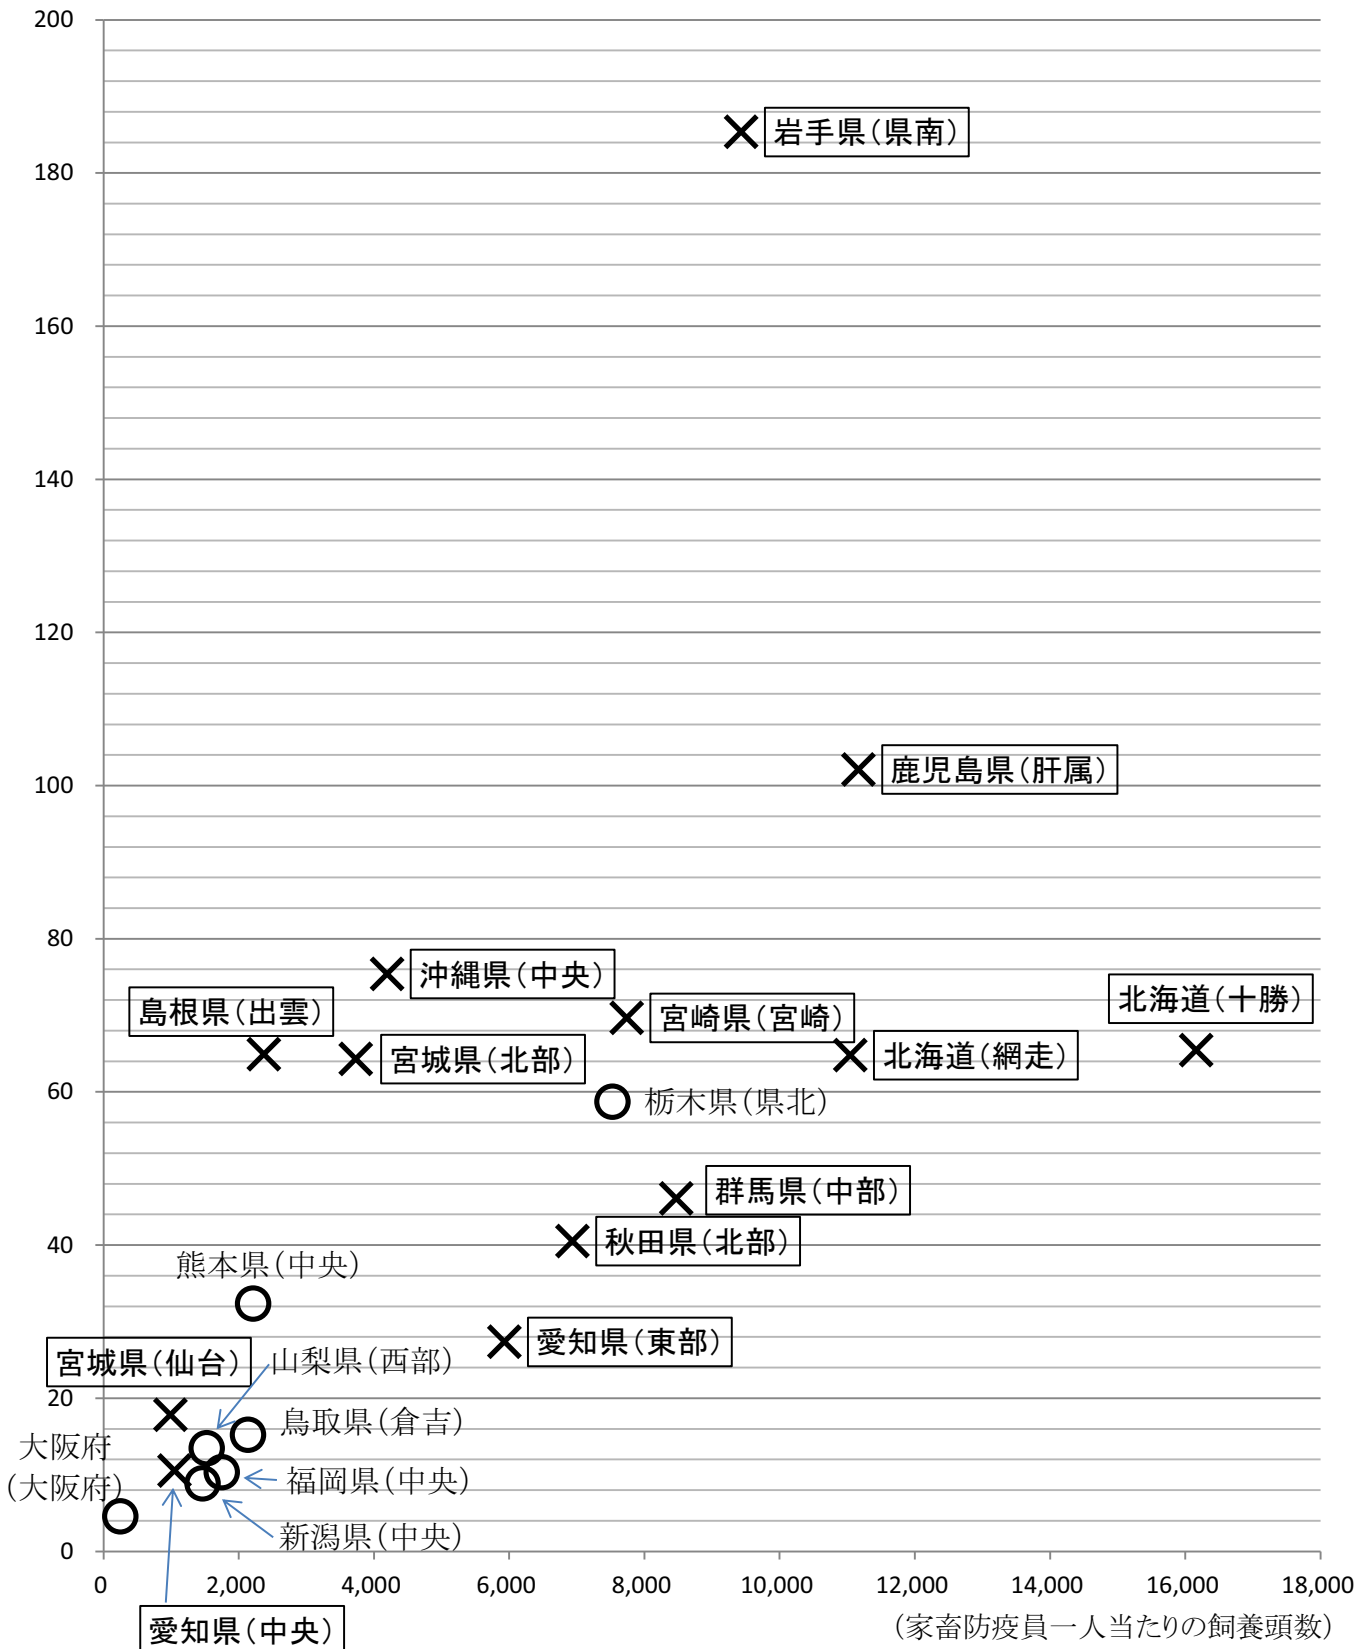 200
岩手県（県南）
180
160
140
120
鹿児島県（肝属）
100
80
沖縄県（中央）
北海道（十勝）
島根県（出雲）
宮崎県（宮崎）
宮城県（北部）
北海道（網走）
60
栃木県（県北）
群馬県（中部）
秋田県（北部）
40
熊本県（中央）
愛知県（東部）
宮城県（仙台）
山梨県（西部）
20
鳥取県（倉吉）
大阪府
（大阪府）
福岡県（中央）
新潟県（中央）
0
0 2,000 4,000 6,000 8,000 10,000 12,000 14,000 16,000 18,000
愛知県（中央）
（家畜防疫員一人当たりの飼養頭数）